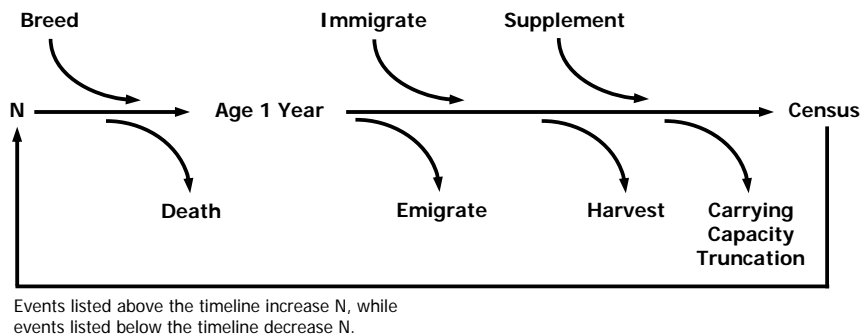 Breed
Immigrate
Supplement
N
Age 1 Year
Census
Death
Emigrate
Harvest
Carrying
Capacity
Truncation
Events listed above the timeline increase N, while
events listed below the timeline decrease N.